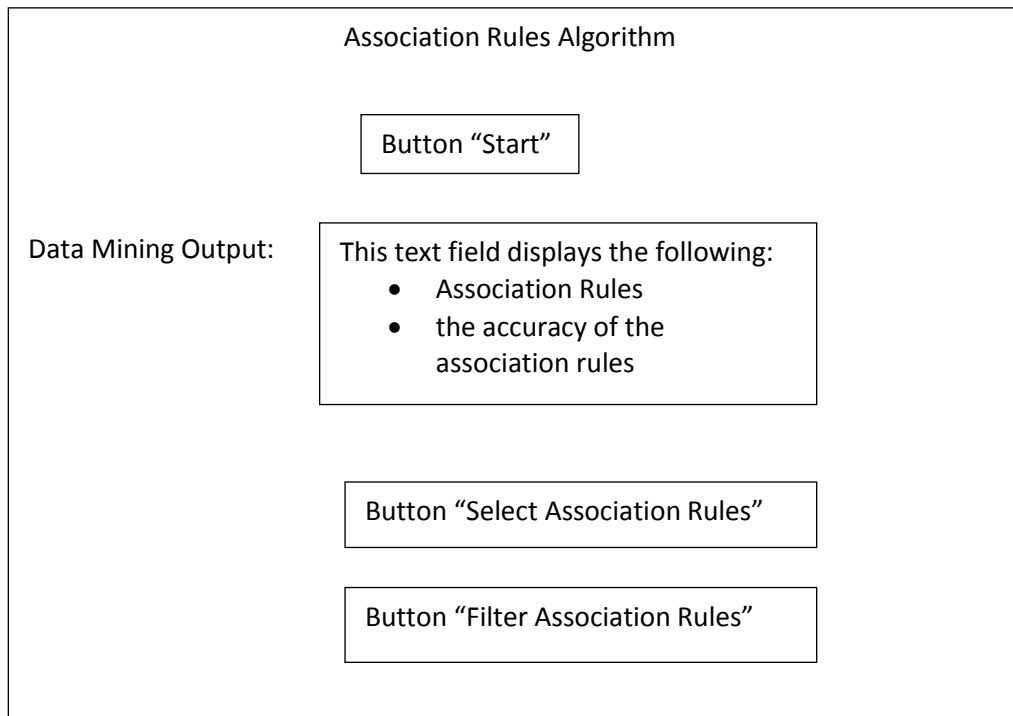 Association Rules Algorithm
Button “Start”
Data Mining Output:
This text field displays the following:
• Association Rules
• the accuracy of the
association rules
Button “Select Association Rules”
Button “Filter Association Rules”